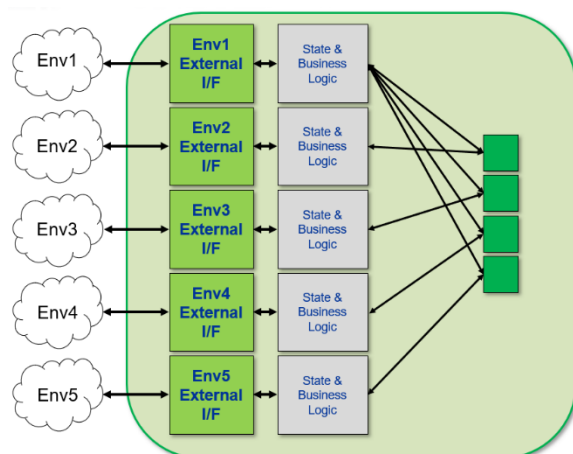 Env1
Env1
External
I/F
State &
Business
Logic
Env2
Env2
External
I/F
State &
Business
Logic
Env3
Env3
External
I/F
State &
Business
Logic
Env4
Env4
External
I/F
State &
Business
Logic
Env5
Env5
External
I/F
State &
Business
Logic